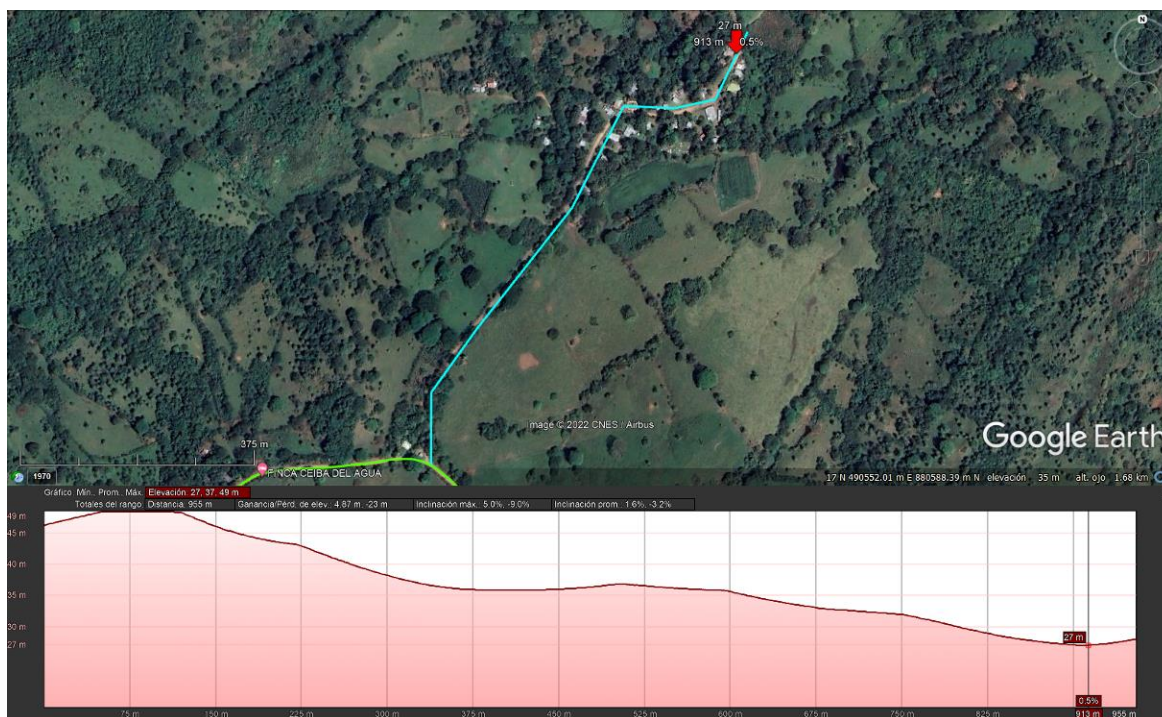 27 m
913 m 0.5%
N
375 m
FINCA CEIBA DEL AGUA
Image © 2022 CNES / Airbus
Google Earth
1970
17 N 490552.01 m E 880588.39 m N elevación 35 m alt. ojo 1.68 km
Gráfico: Mín., Prom., Máx. Elevación: 27, 37, 49 m
Totales del rango: Distancia: 955 m Ganancia/Pérd. de elev.: 4.87 m, -23 m Inclinación máx.: 5.0%, -9.0% Inclinación prom.: 1.6%, -3.2%
49 m
45 m
40 m
35 m
30 m
27 m
27 m
0.5%
75 m 150 m 225 m 300 m 375 m 450 m 525 m 600 m 675 m 750 m 825 m 913 m 955 m